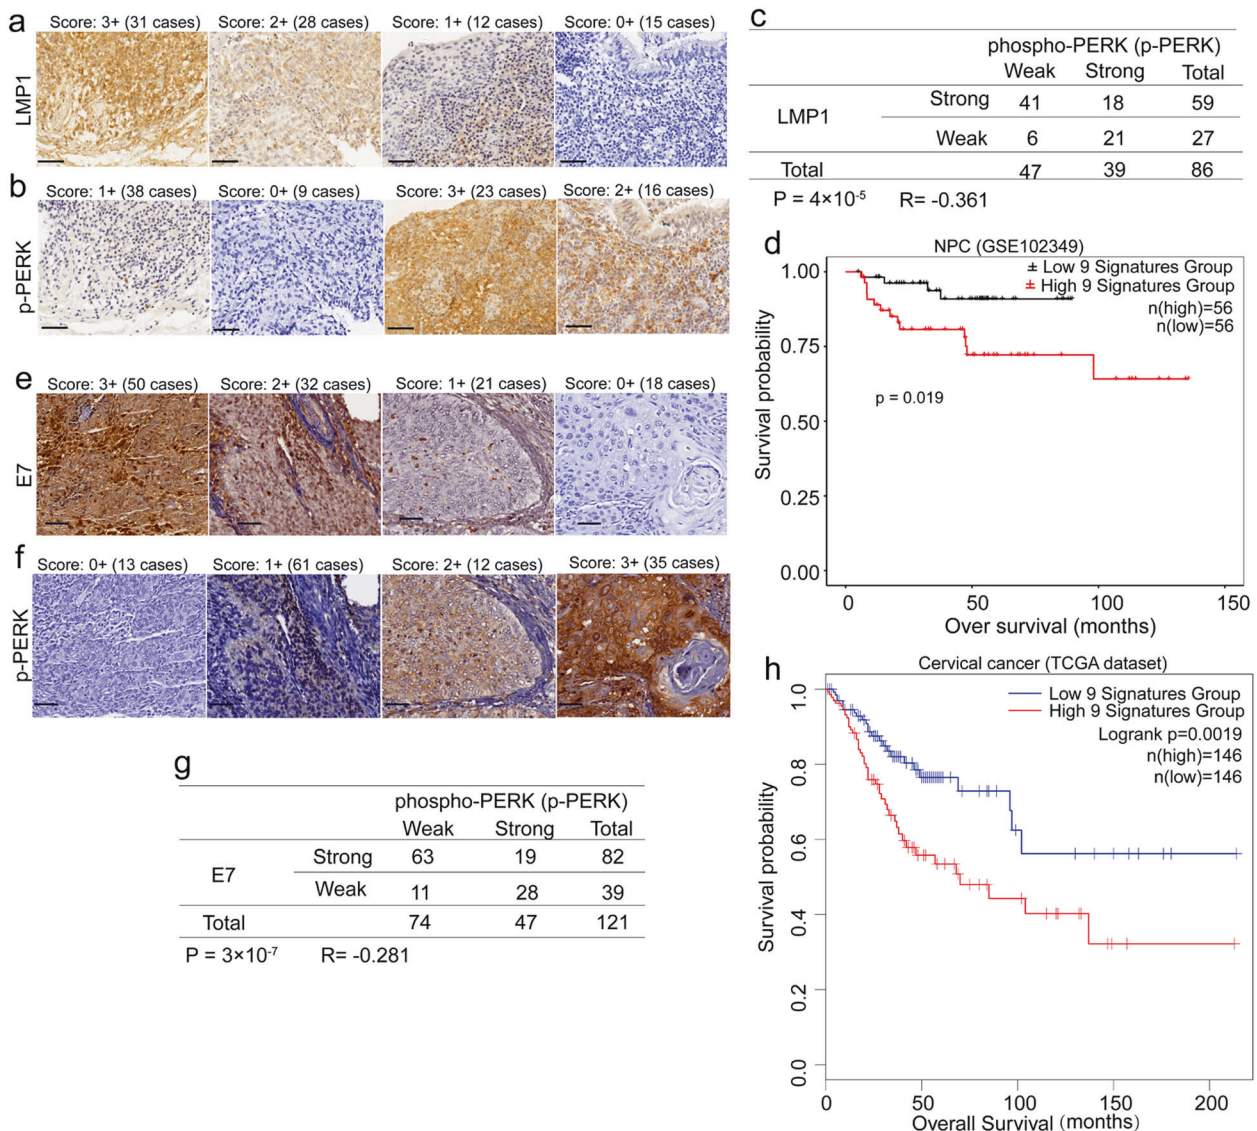 a
Score: 3+ (31 cases) Score: 2+ (28 cases) Score: 1+ (12 cases) Score: 0+ (15 cases)
LMP1
b
Score: 1+ (38 cases) Score: 0+ (9 cases) Score: 3+ (23 cases) Score: 2+ (16 cases)
p-PERK
c
phospho-PERK (p-PERK)
Weak Strong Total
LMP1
Strong 41 18 59
Weak 6 21 27
Total 47 39 86
P = 4×10-5 R= -0.361
d
NPC (GSE102349)
Low 9 Signatures Group
High 9 Signatures Group
n(high)=56
n(low)=56
p = 0.019
Survival probability
1.00
0.75
0.50
0.25
0.00
0 50 100 150
Over survival (months)
e
Score: 3+ (50 cases) Score: 2+ (32 cases) Score: 1+ (21 cases) Score: 0+ (18 cases)
E7
f
Score: 0+ (13 cases) Score: 1+ (61 cases) Score: 2+ (12 cases) Score: 3+ (35 cases)
p-PERK
g
phospho-PERK (p-PERK)
Weak Strong Total
E7
Strong 63 19 82
Weak 11 28 39
Total 74 47 121
P = 3×10-7 R= -0.281
h
Cervical cancer (TCGA dataset)
Low 9 Signatures Group
High 9 Signatures Group
Logrank p=0.0019
n(high)=146
n(low)=146
Survival probability
1.0
0.8
0.6
0.4
0.2
0.0
0 50 100 150 200
Overall Survival (months)